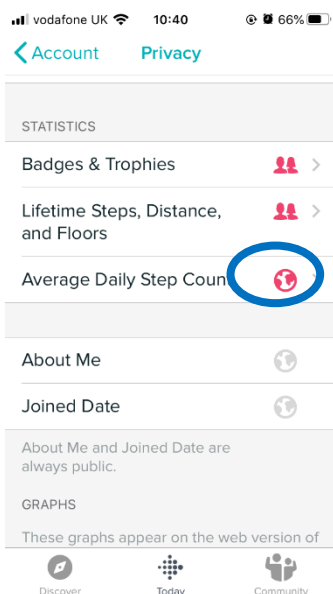 vodafone UK 10:40 66%
Account Privacy
STATISTICS
Badges & Trophies
Lifetime Steps, Distance,
and Floors
Average Daily Step Coun
About Me
Joined Date
About Me and Joined Date are
always public.
GRAPHS
These graphs appear on the web version of
Discover Today Community